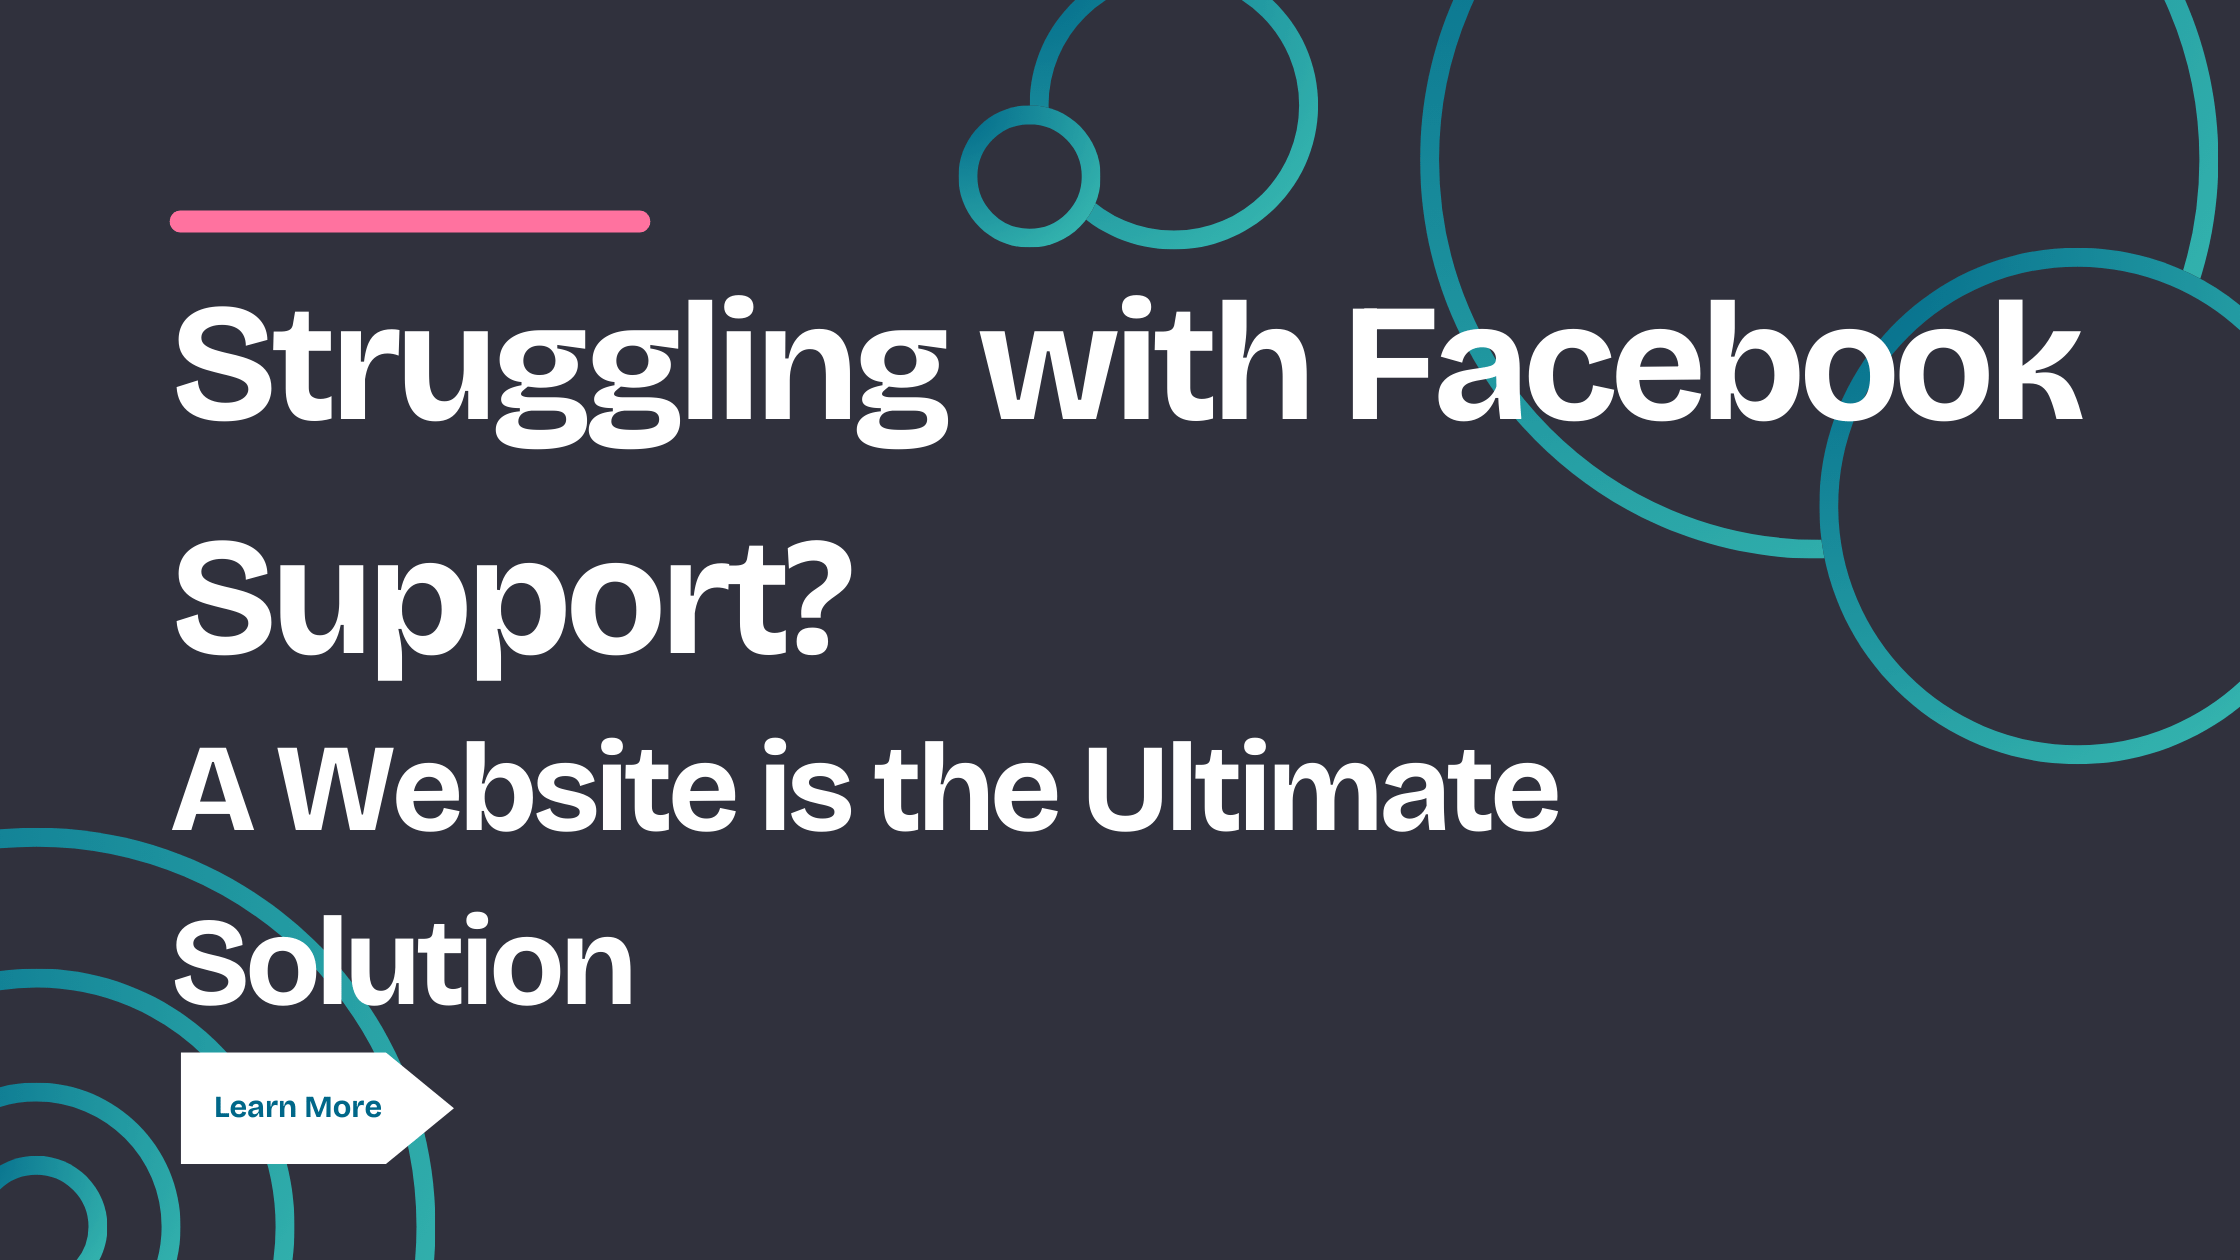 Struggling with Facebook
Support?
A Website is the Ultimate
Solution
Learn More